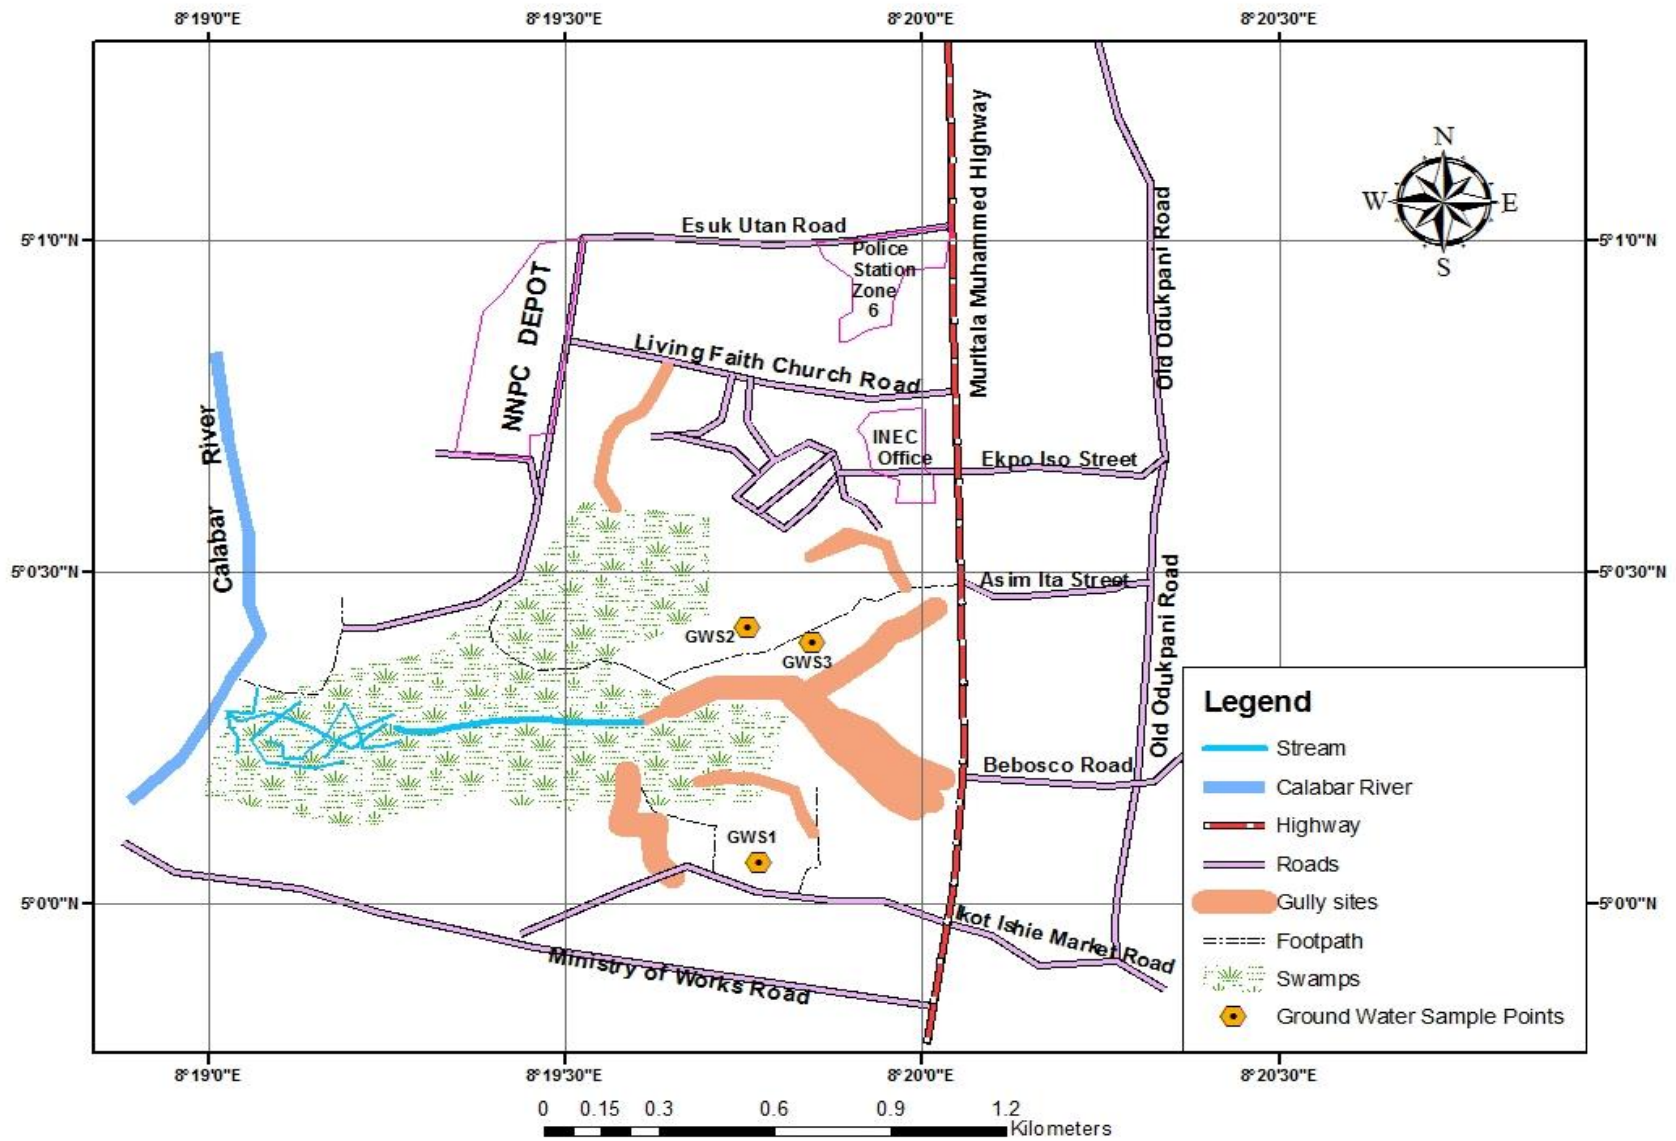 8°19'0"E
8°19'30"E
8°20'0"E
8°20'30"E
N
W
E
S
5°1'0"N
5°1'0"N
Esuk Utan Road
Police
Station
Zone
6
Muritala Muhammed HIghway
Old Odukpani Road
NNPC DEPOT
Living Faith Church Road
INEC
Office
Ekpo Iso Street
Calabar River
5°0'30"N
5°0'30"N
Asim Ita Street
Old Odukpani Road
GWS2
GWS3
Bebosco Road
GWS1
5°0'0"N
5°0'0"N
Ikot Ishie Market Road
Ministry of Works Road
Legend
Stream
Calabar River
Highway
Roads
Gully sites
Footpath
Swamps
Ground Water Sample Points
8°19'0"E
8°19'30"E
8°20'0"E
8°20'30"E
0 0.15 0.3 0.6 0.9 1.2
Kilometers